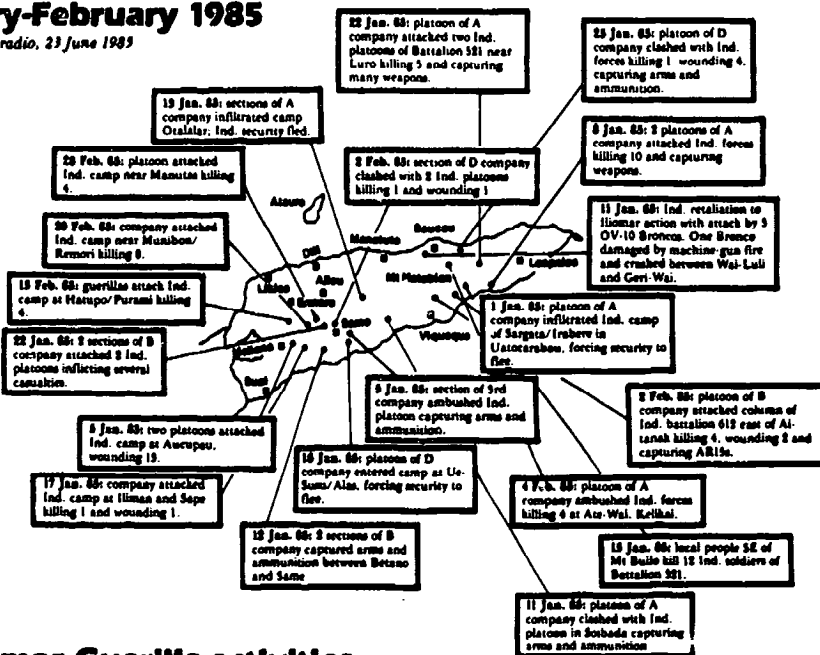 ry-February 1985
radio, 23 June 1985
22 Jan. 85: platoon of A
company attacked two Ind.
platoons of Battalion 521 near
Luro killing 5 and capturing
many weapons.
25 Jan. 85: platoon of D
company clashed with Ind.
forces killing 1 wounding 4,
capturing arms and
ammunition.
13 Jan. 85: sections of A
company infiltrated camp
Otalalar; Ind. security fled.
8 Jan. 85: 2 platoons of A
company attacked Ind. forces
killing 10 and capturing
weapons.
28 Feb. 85: platoon attacked
Ind. camp near Manutas killing
4.
2 Feb. 85: section of D company
clashed with 2 Ind. platoons
killing 1 and wounding 1
11 Jan. 85: Ind. retaliation to
Iliomar action with attack by 5
OV-10 Broncos. One Bronco
damaged by machine-gun fire
and crashed between Wai-Luli
and Geri-Wai.
20 Feb. 85: company attacked
Ind. camp near Munibon/
Remori killing 8.
Atauro
Dili
Manatuto
Baucau
Lospalos
Aileu
Liquica
Ermera
Mt Matebian
Same
Viqueque
Maliana
Suai
15 Feb. 85: guerillas attack Ind.
camp at Hatupo/Purami killing
4.
22 Jan. 85: 2 sections of B
company attacked 2 Ind.
platoons inflicting several
casualties.
1 Jan. 85: platoon of A
company infiltrated Ind. camp
of Sargata/Irabere in
Uatocarabau, forcing security to
flee.
5 Jan. 85: two platoons attacked
Ind. camp at Aucupau,
wounding 13.
6 Jan. 85: section of 3rd
company ambushed Ind.
platoon capturing arms and
ammunition.
2 Feb. 85: platoon of B
company attacked column of
Ind. battalion 612 east of Ai-
tanak killing 4, wounding 2 and
capturing AR15s.
17 Jan. 85: company attacked
Ind. camp at Iliman and Sape
killing 1 and wounding 1.
16 Jan. 85: platoon of D
company entered camp at Ue-
Susu/Alas, forcing security to
flee.
4 Feb. 85: platoon of A
company ambushed Ind. forces
killing 4 at Ate-Wai, Kelikai.
12 Jan. 85: 2 sections of B
company captured arms and
ammunition between Betano
and Same
15 Jan. 85: local people SE of
Mt Builo kill 12 Ind. soldiers of
Battalion 321.
11 Jan. 85: platoon of A
company clashed with Ind.
platoon in Soibada capturing
arms and ammunition